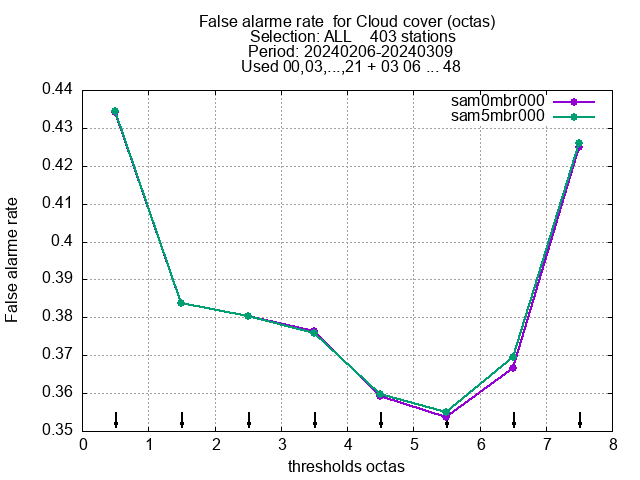 False alarme rate  for Cloud cover (octas)
Selection: ALL    403 stations
Period: 20240206-20240309
Used 00,03,...,21 + 03 06 ... 48
sam0mbr000
sam5mbr000
0.44
0.43
0.42
0.41
0.4
0.39
0.38
0.37
0.36
0.35
False alarme rate
0 1 2 3 4 5 6 7 8
thresholds octas